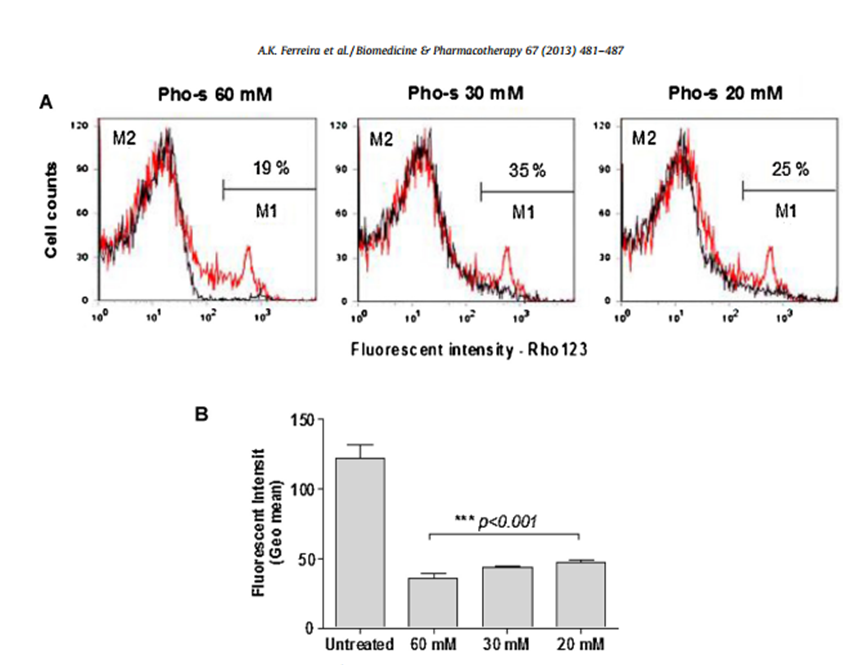 A.K. Ferreira et al./Biomedicine & Pharmacotherapy 67 (2013) 481–487
A
Pho-s 60 mM
Pho-s 30 mM
Pho-s 20 mM
Cell counts
120
90
60
30
0
M2
19 %
M1
10⁰ 10¹ 10² 10³
120
90
60
30
0
M2
35 %
M1
10⁰ 10¹ 10² 10³
120
90
60
30
0
M2
25 %
M1
10⁰ 10¹ 10² 10³
Fluorescent intensity - Rho123
B
Fluorescent Intensit
(Geo mean)
150
100
50
0
*** p<0.001
Untreated 60 mM 30 mM 20 mM